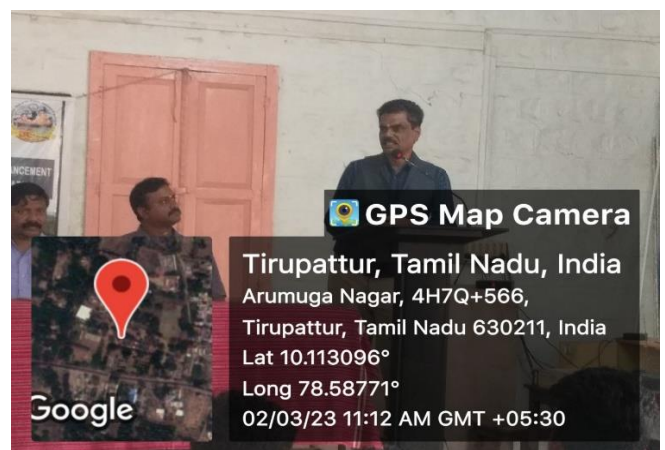 ANCEMENT
GPS Map Camera
Tirupattur, Tamil Nadu, India
Arumuga Nagar, 4H7Q+566,
Tirupattur, Tamil Nadu 630211, India
Lat 10.113096°
Long 78.58771°
02/03/23 11:12 AM GMT +05:30
Google